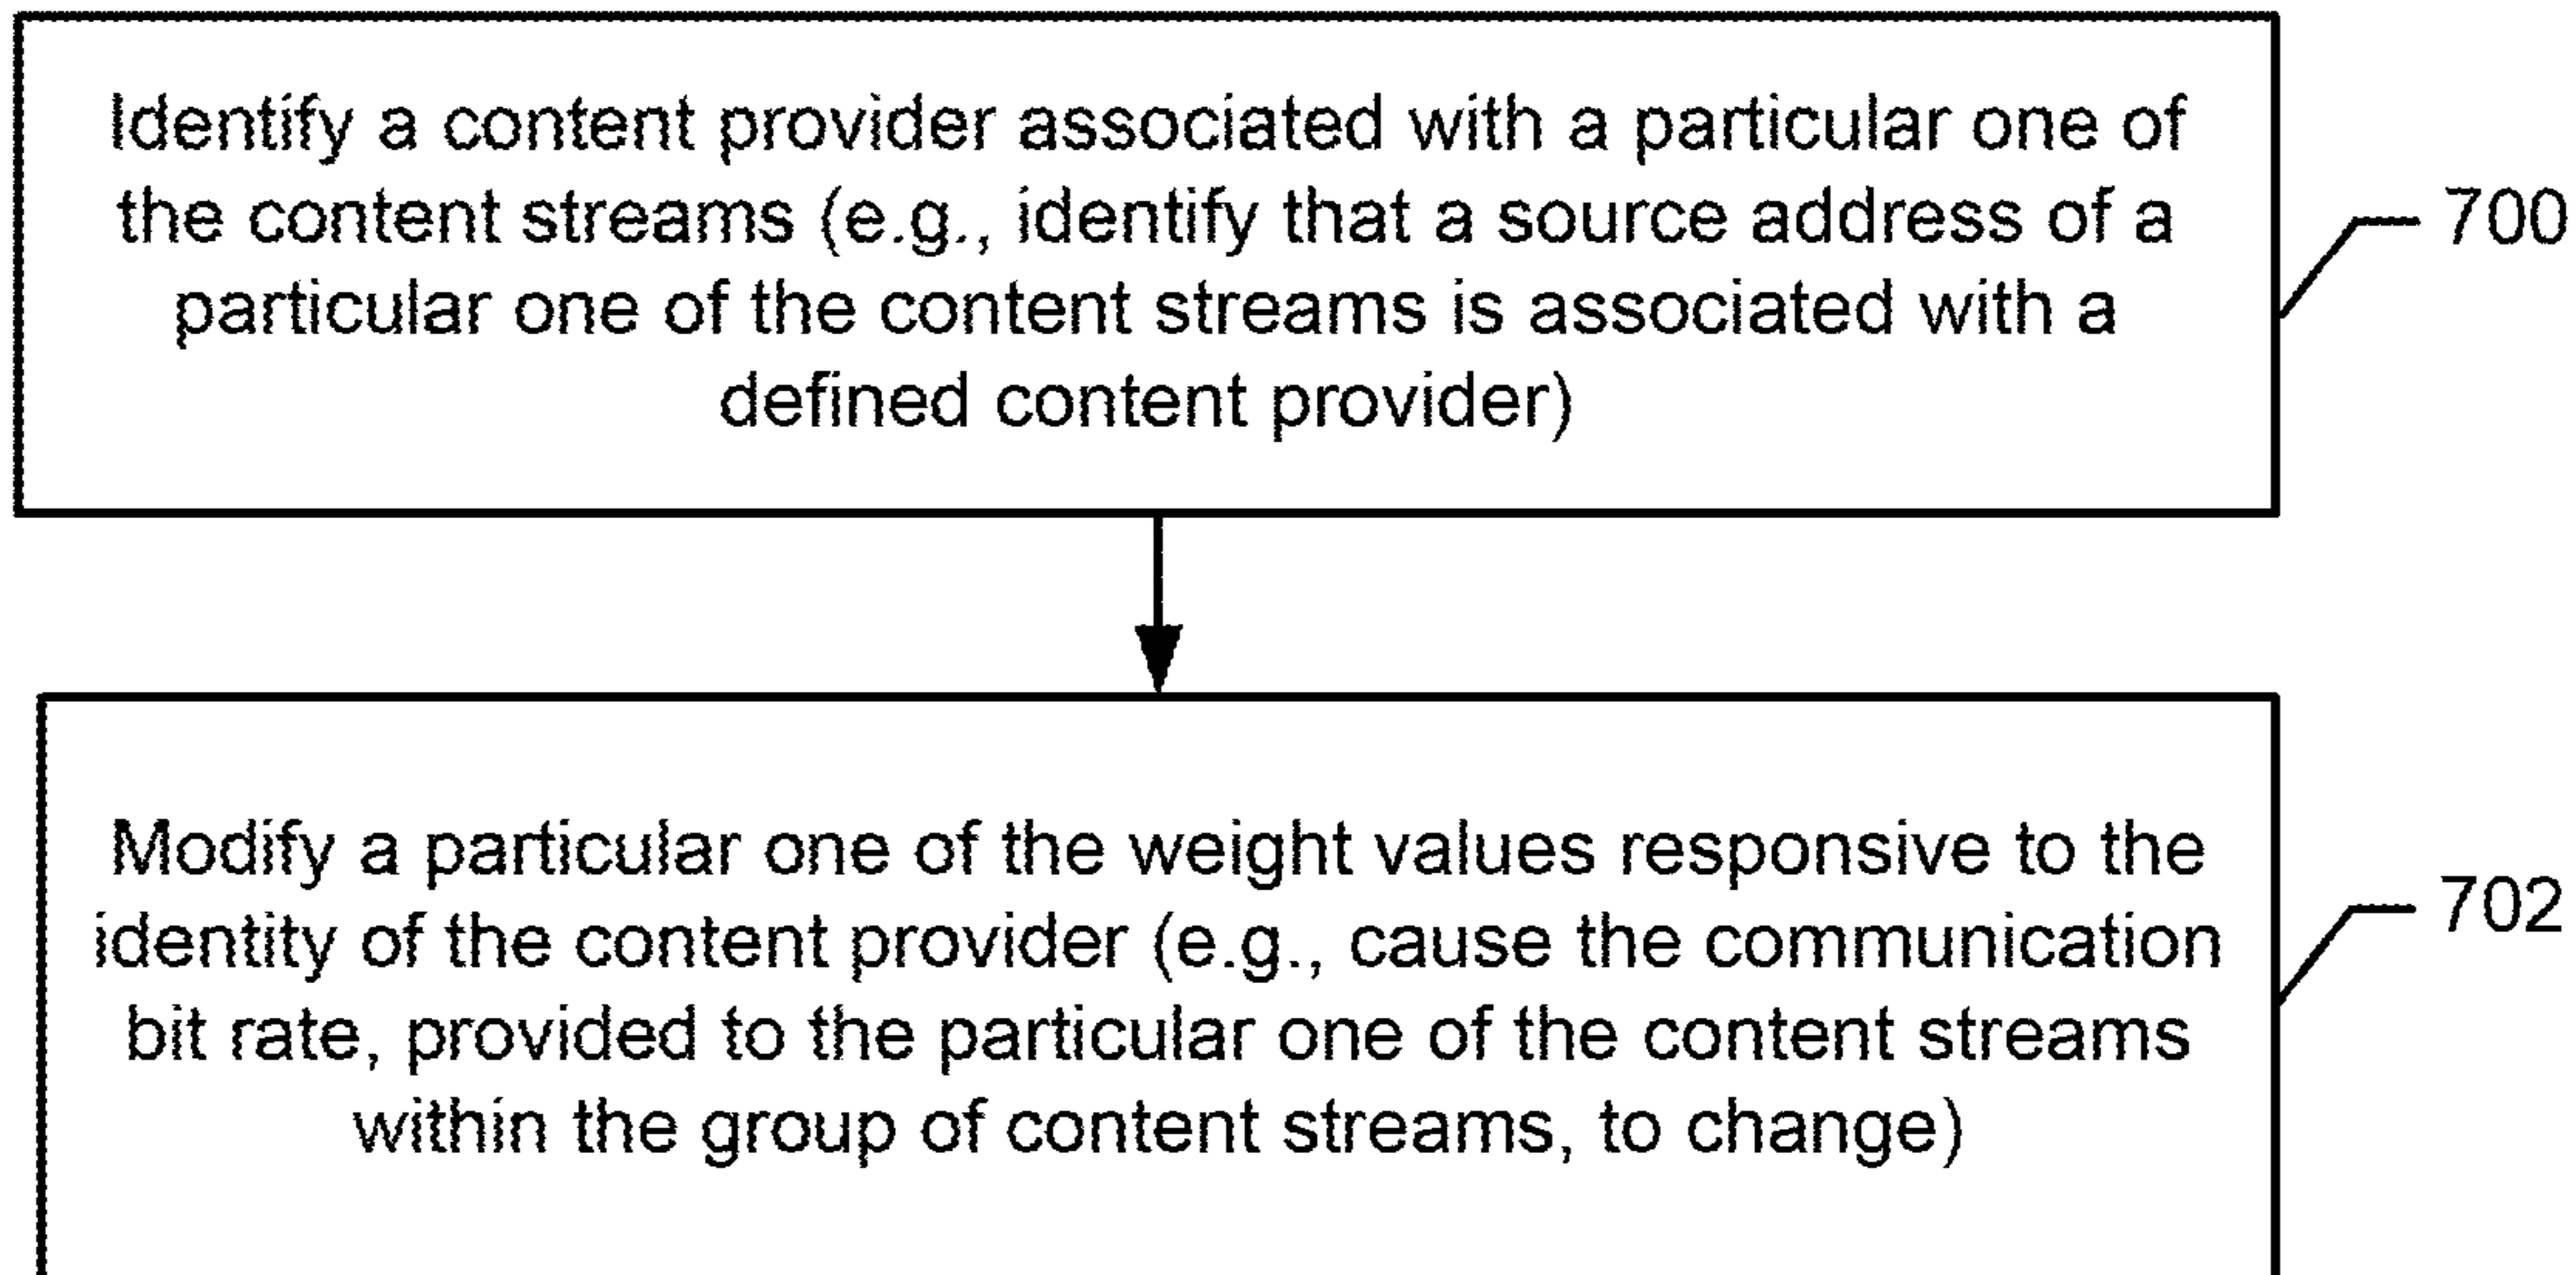 Identify a content provider associated with a particular one of
the content streams (e.g., identify that a source address of a
particular one of the content streams is associated with a
defined content provider)
700
Modify a particular one of the weight values responsive to the
identity of the content provider (e.g., cause the communication
bit rate, provided to the particular one of the content streams
within the group of content streams, to change)
702